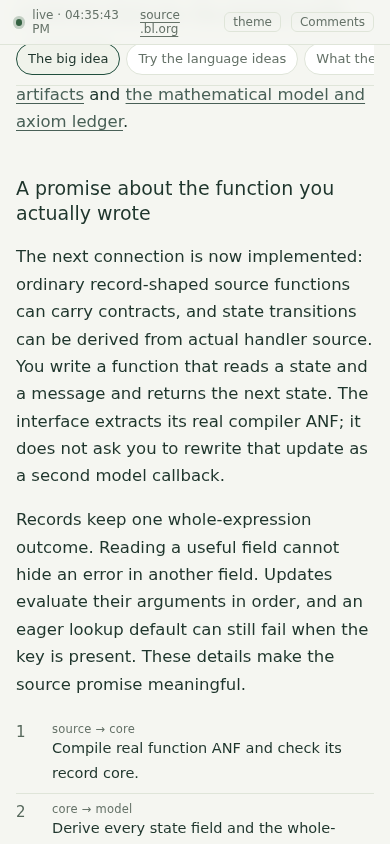 live · 04:35:43 PM
source.bl.org
theme
Comments
The big idea
Try the language ideas
What the
artifacts and the mathematical model and
axiom ledger.
A promise about the function you
actually wrote
The next connection is now implemented:
ordinary record-shaped source functions
can carry contracts, and state transitions
can be derived from actual handler source.
You write a function that reads a state and
a message and returns the next state. The
interface extracts its real compiler ANF; it
does not ask you to rewrite that update as
a second model callback.
Records keep one whole-expression
outcome. Reading a useful field cannot
hide an error in another field. Updates
evaluate their arguments in order, and an
eager lookup default can still fail when the
key is present. These details make the
source promise meaningful.
1
source → core
Compile real function ANF and check its
record core.
2
core → model
Derive every state field and the whole-